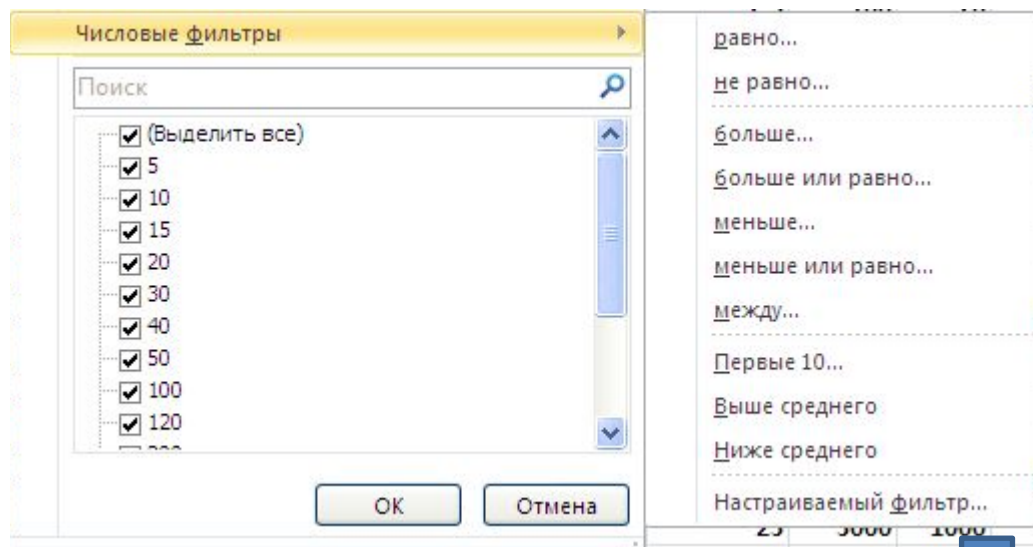 Числовые фильтры
Поиск
(Выделить все)
5
10
15
20
30
40
50
100
120
ОК
Отмена
равно...
не равно...
больше...
больше или равно...
меньше...
меньше или равно...
между...
Первые 10...
Выше среднего
Ниже среднего
Настраиваемый фильтр...